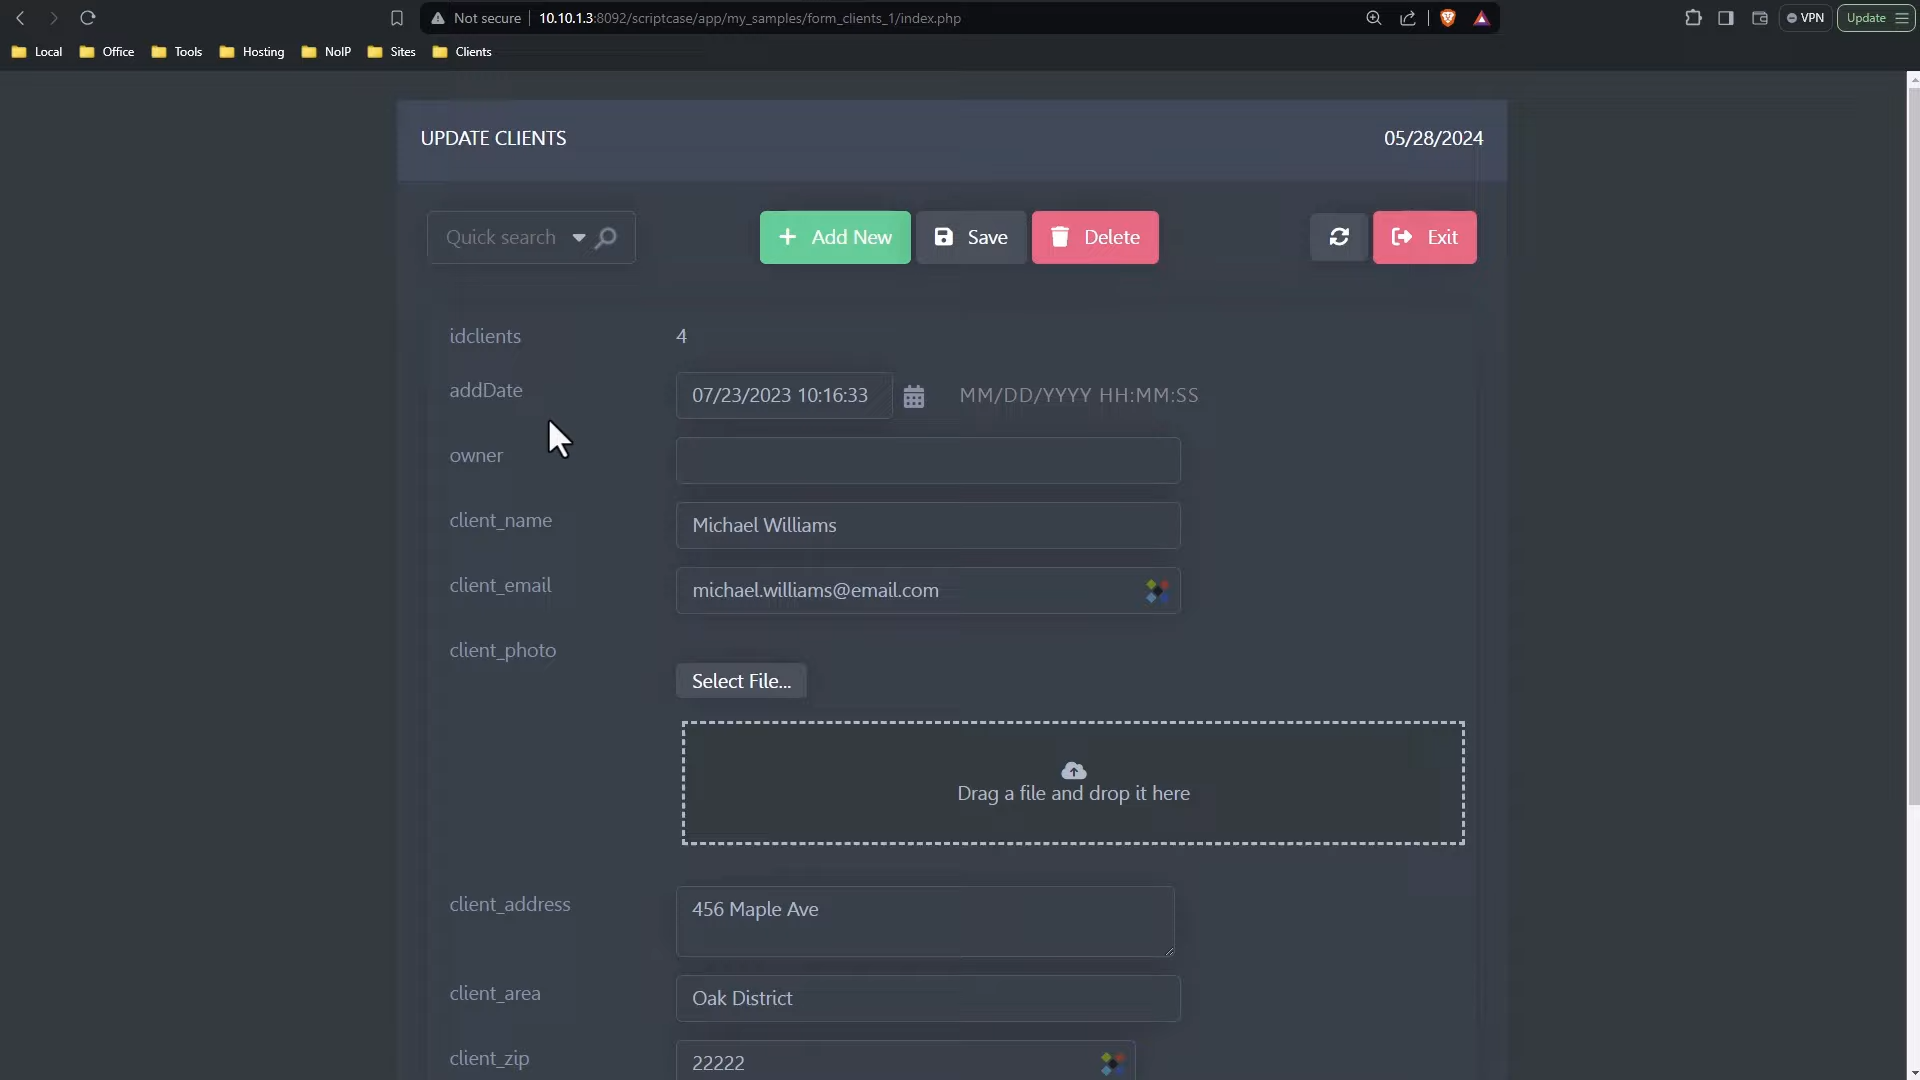 Not secure 10.10.1.3:8092/scriptcase/app/my_samples/form_clients_1/index.php VPN Update
Local Office Tools Hosting NoIP Sites Clients
UPDATE CLIENTS 05/28/2024
Quick search Add New Save Delete Exit
idclients 4
addDate 07/23/2023 10:16:33 MM/DD/YYYY HH:MM:SS
owner
client_name Michael Williams
client_email michael.williams@email.com
client_photo
Select File...
Drag a file and drop it here
client_address 456 Maple Ave
client_area Oak District
client_zip 22222